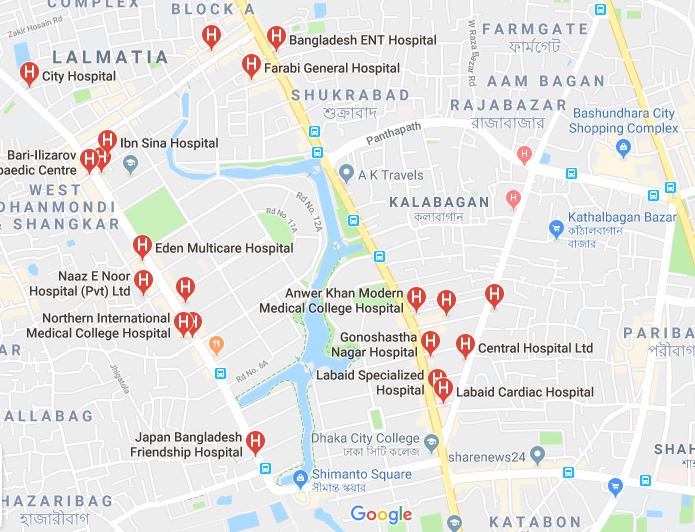 COMPLEX
BLOCK A
Zakir Hosain Rd
LALMATIA
City Hospital
Bangladesh ENT Hospital
Farabi General Hospital
FARMGATE
ফার্মগেট
W Raza Bezar Rd
AAM BAGAN
SHUKRABAD
শুক্রাবাদ
RAJABAZAR
রাজাবাজার
Bashundhara City
Shopping Complex
Panthapath
Ibn Sina Hospital
Bari-Ilizarov
paedic Centre
A K Travels
WEST
DHANMONDI
& SHANGKAR
Rd No. 11A
Rd No. 12A
KALABAGAN
কলাবাগান
Kathalbagan Bazar
কাঁঠালবাগান
বাজার
Eden Multicare Hospital
Naaz E Noor
Hospital (Pvt) Ltd
Anwer Khan Modern
Medical College Hospital
Northern International
Medical College Hospital
Gonoshastha
Nagar Hospital
Central Hospital Ltd
PARIBA
পরীবাগ
AR
Jhigatola
Rd No. 6A
Labaid Specialized
Hospital
Labaid Cardiac Hospital
ALLABAG
Japan Bangladesh
Friendship Hospital
Dhaka City College
ঢাকা সিটি কলেজ
sharenews24
SHAH
Shimanto Square
সীমান্ত স্কয়ার
HAZARIBAG
হাজারীবাগ
Google
KATABON